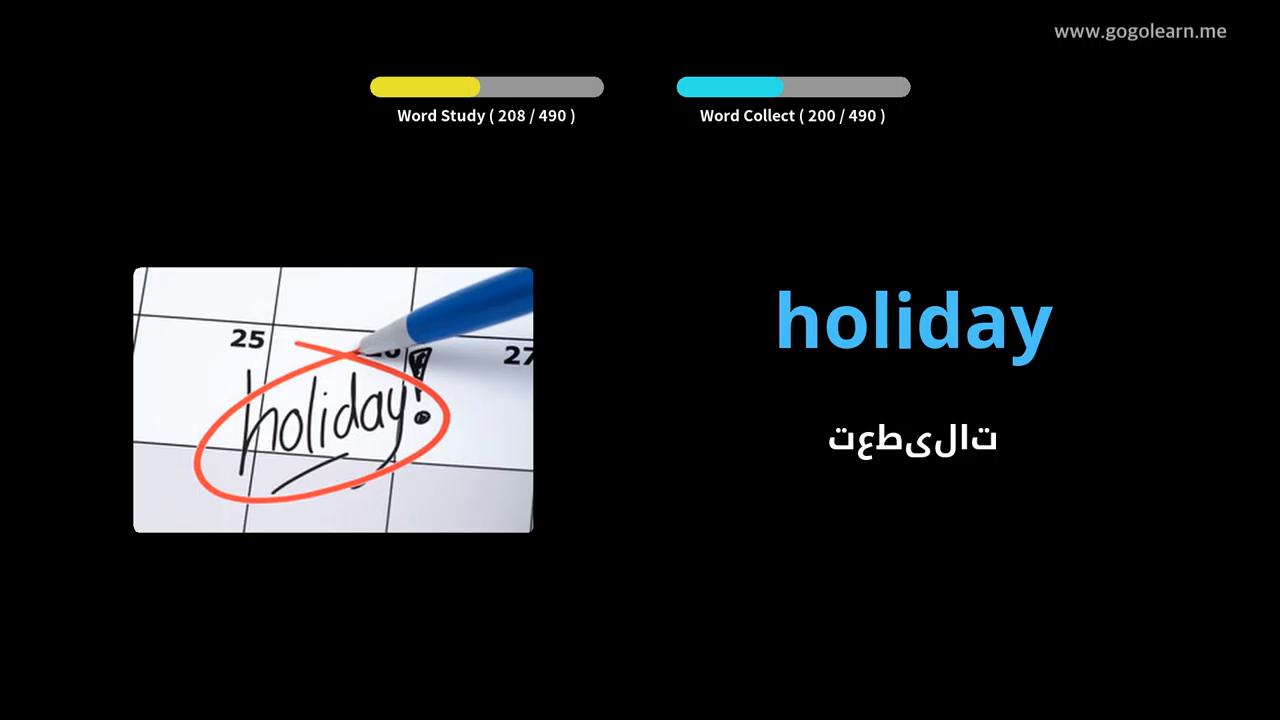 www.gogolearn.me
Word Study ( 208 / 490 )
Word Collect ( 200 / 490 )
25
27
holiday!
holiday
تالیطعت